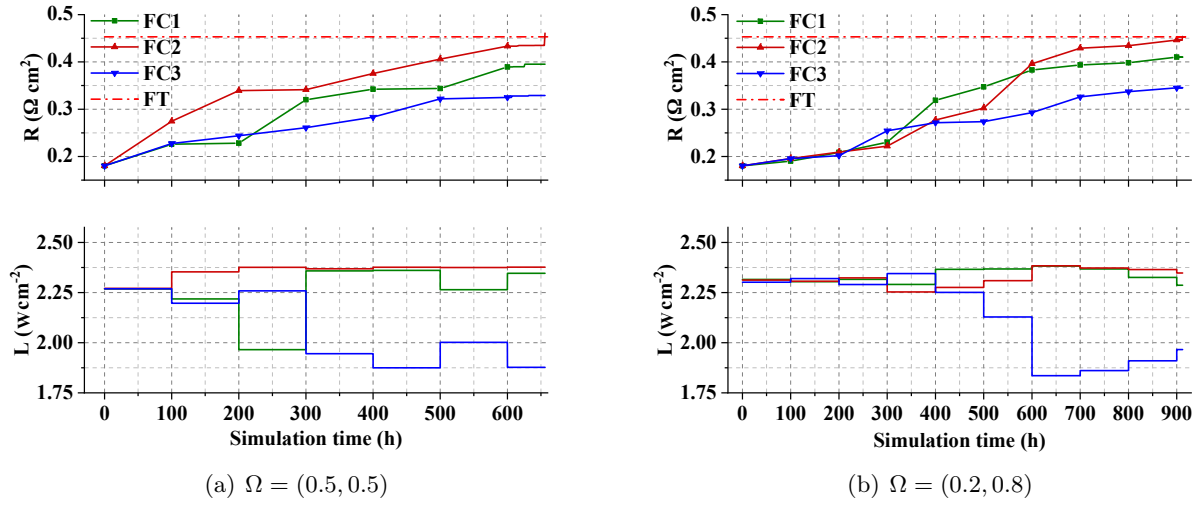 0.5
0.4
0.3
0.2
R (Ω cm²)
FC1
FC2
FC3
FT
2.50
2.25
2.00
1.75
L (w cm⁻²)
0 100 200 300 400 500 600
Simulation time (h)
(a) Ω = (0.5, 0.5)
0.5
0.4
0.3
0.2
R (Ω cm²)
FC1
FC2
FC3
FT
2.50
2.25
2.00
1.75
L (w cm⁻²)
0 100 200 300 400 500 600 700 800 900
Simulation time (h)
(b) Ω = (0.2, 0.8)